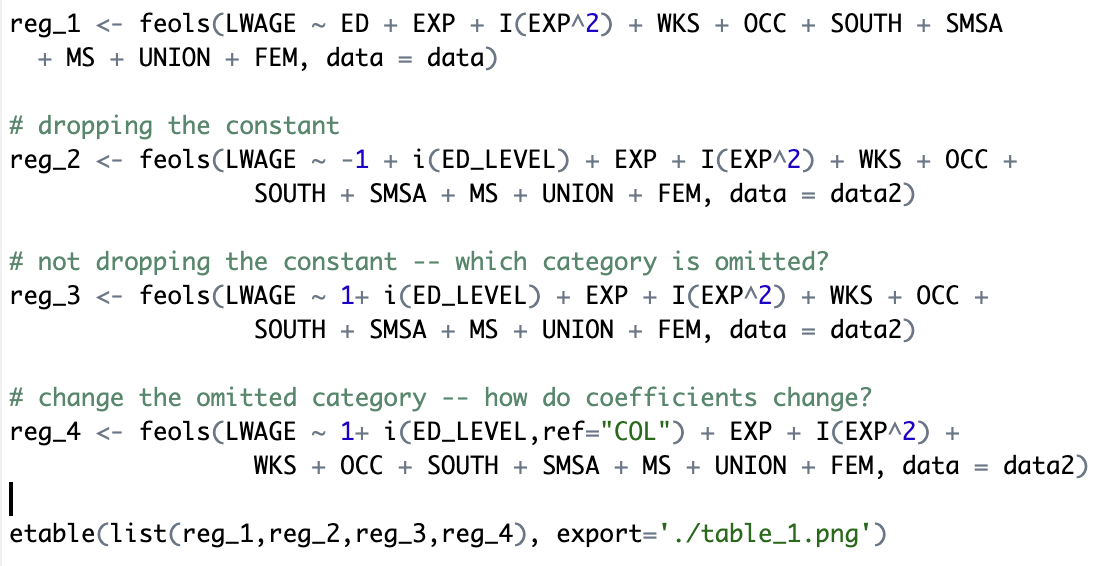 reg_1 <- feols(LWAGE ~ ED + EXP + I(EXP^2) + WKS + OCC + SOUTH + SMSA
+ MS + UNION + FEM, data = data)
# dropping the constant
reg_2 <- feols(LWAGE ~ -1 + i(ED_LEVEL) + EXP + I(EXP^2) + WKS + OCC +
SOUTH + SMSA + MS + UNION + FEM, data = data2)
# not dropping the constant -- which category is omitted?
reg_3 <- feols(LWAGE ~ 1+ i(ED_LEVEL) + EXP + I(EXP^2) + WKS + OCC +
SOUTH + SMSA + MS + UNION + FEM, data = data2)
# change the omitted category -- how do coefficients change?
reg_4 <- feols(LWAGE ~ 1+ i(ED_LEVEL,ref="COL") + EXP + I(EXP^2) +
WKS + OCC + SOUTH + SMSA + MS + UNION + FEM, data = data2)
etable(list(reg_1,reg_2,reg_3,reg_4), export='./table_1.png')